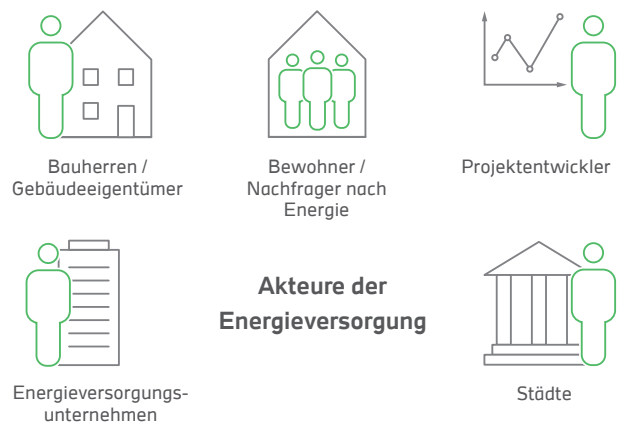 Bauherren /
Gebäudeeigentümer
Bewohner /
Nachfrager nach
Energie
Projektentwickler
Akteure der
Energieversorgung
Energieversorgungs-
unternehmen
Städte